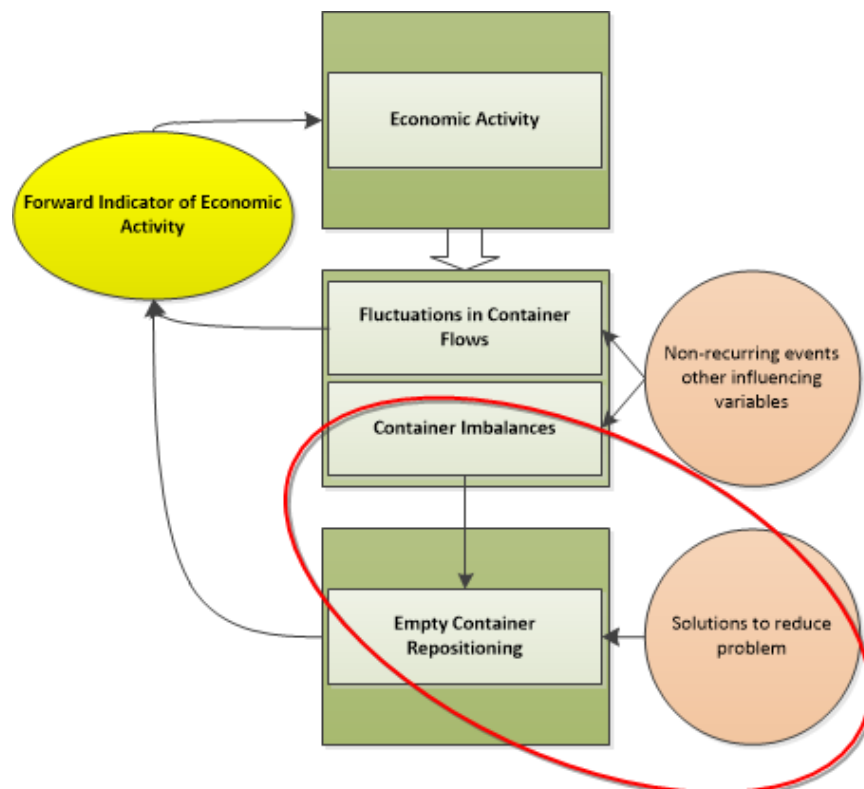 Economic Activity
Forward Indicator of Economic
Activity
Fluctuations in Container
Flows
Non-recurring events
other influencing
variables
Container Imbalances
Empty Container
Repositioning
Solutions to reduce
problem